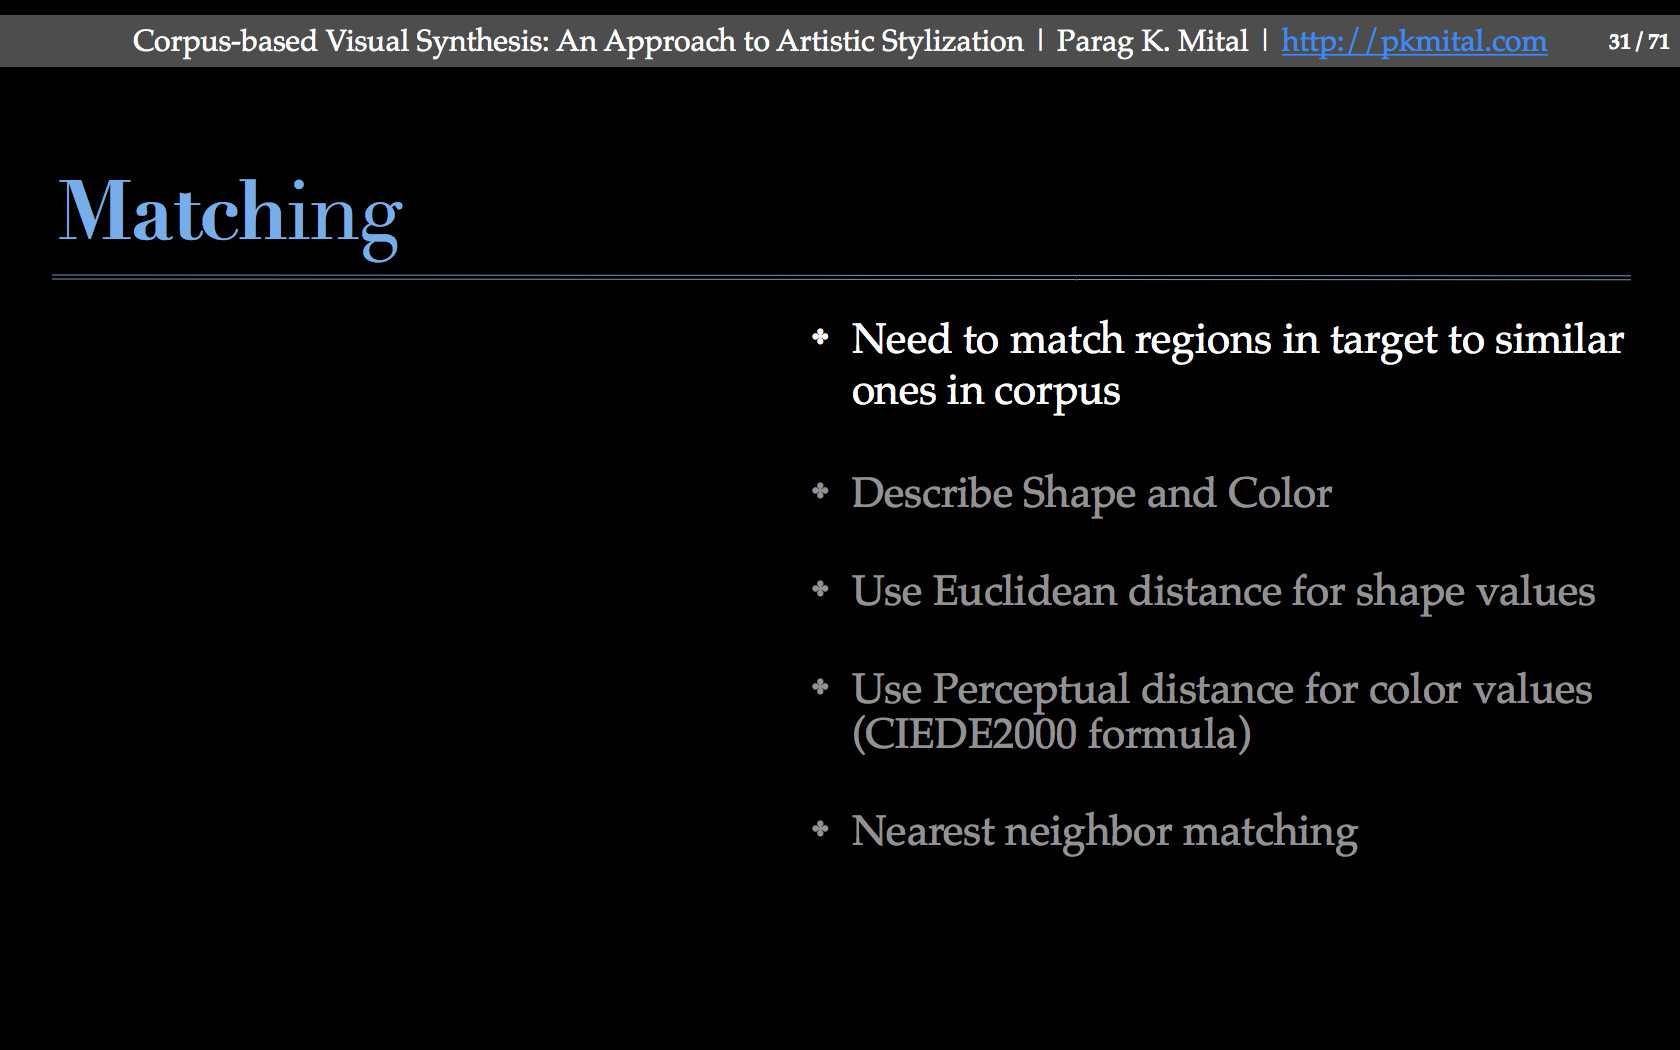 Corpus-based Visual Synthesis: An Approach to Artistic Stylization | Parag K. Mital | http://pkmital.com 31 / 71
Matching
✤ Need to match regions in target to similar
ones in corpus
✤ Describe Shape and Color
✤ Use Euclidean distance for shape values
✤ Use Perceptual distance for color values
(CIEDE2000 formula)
✤ Nearest neighbor matching